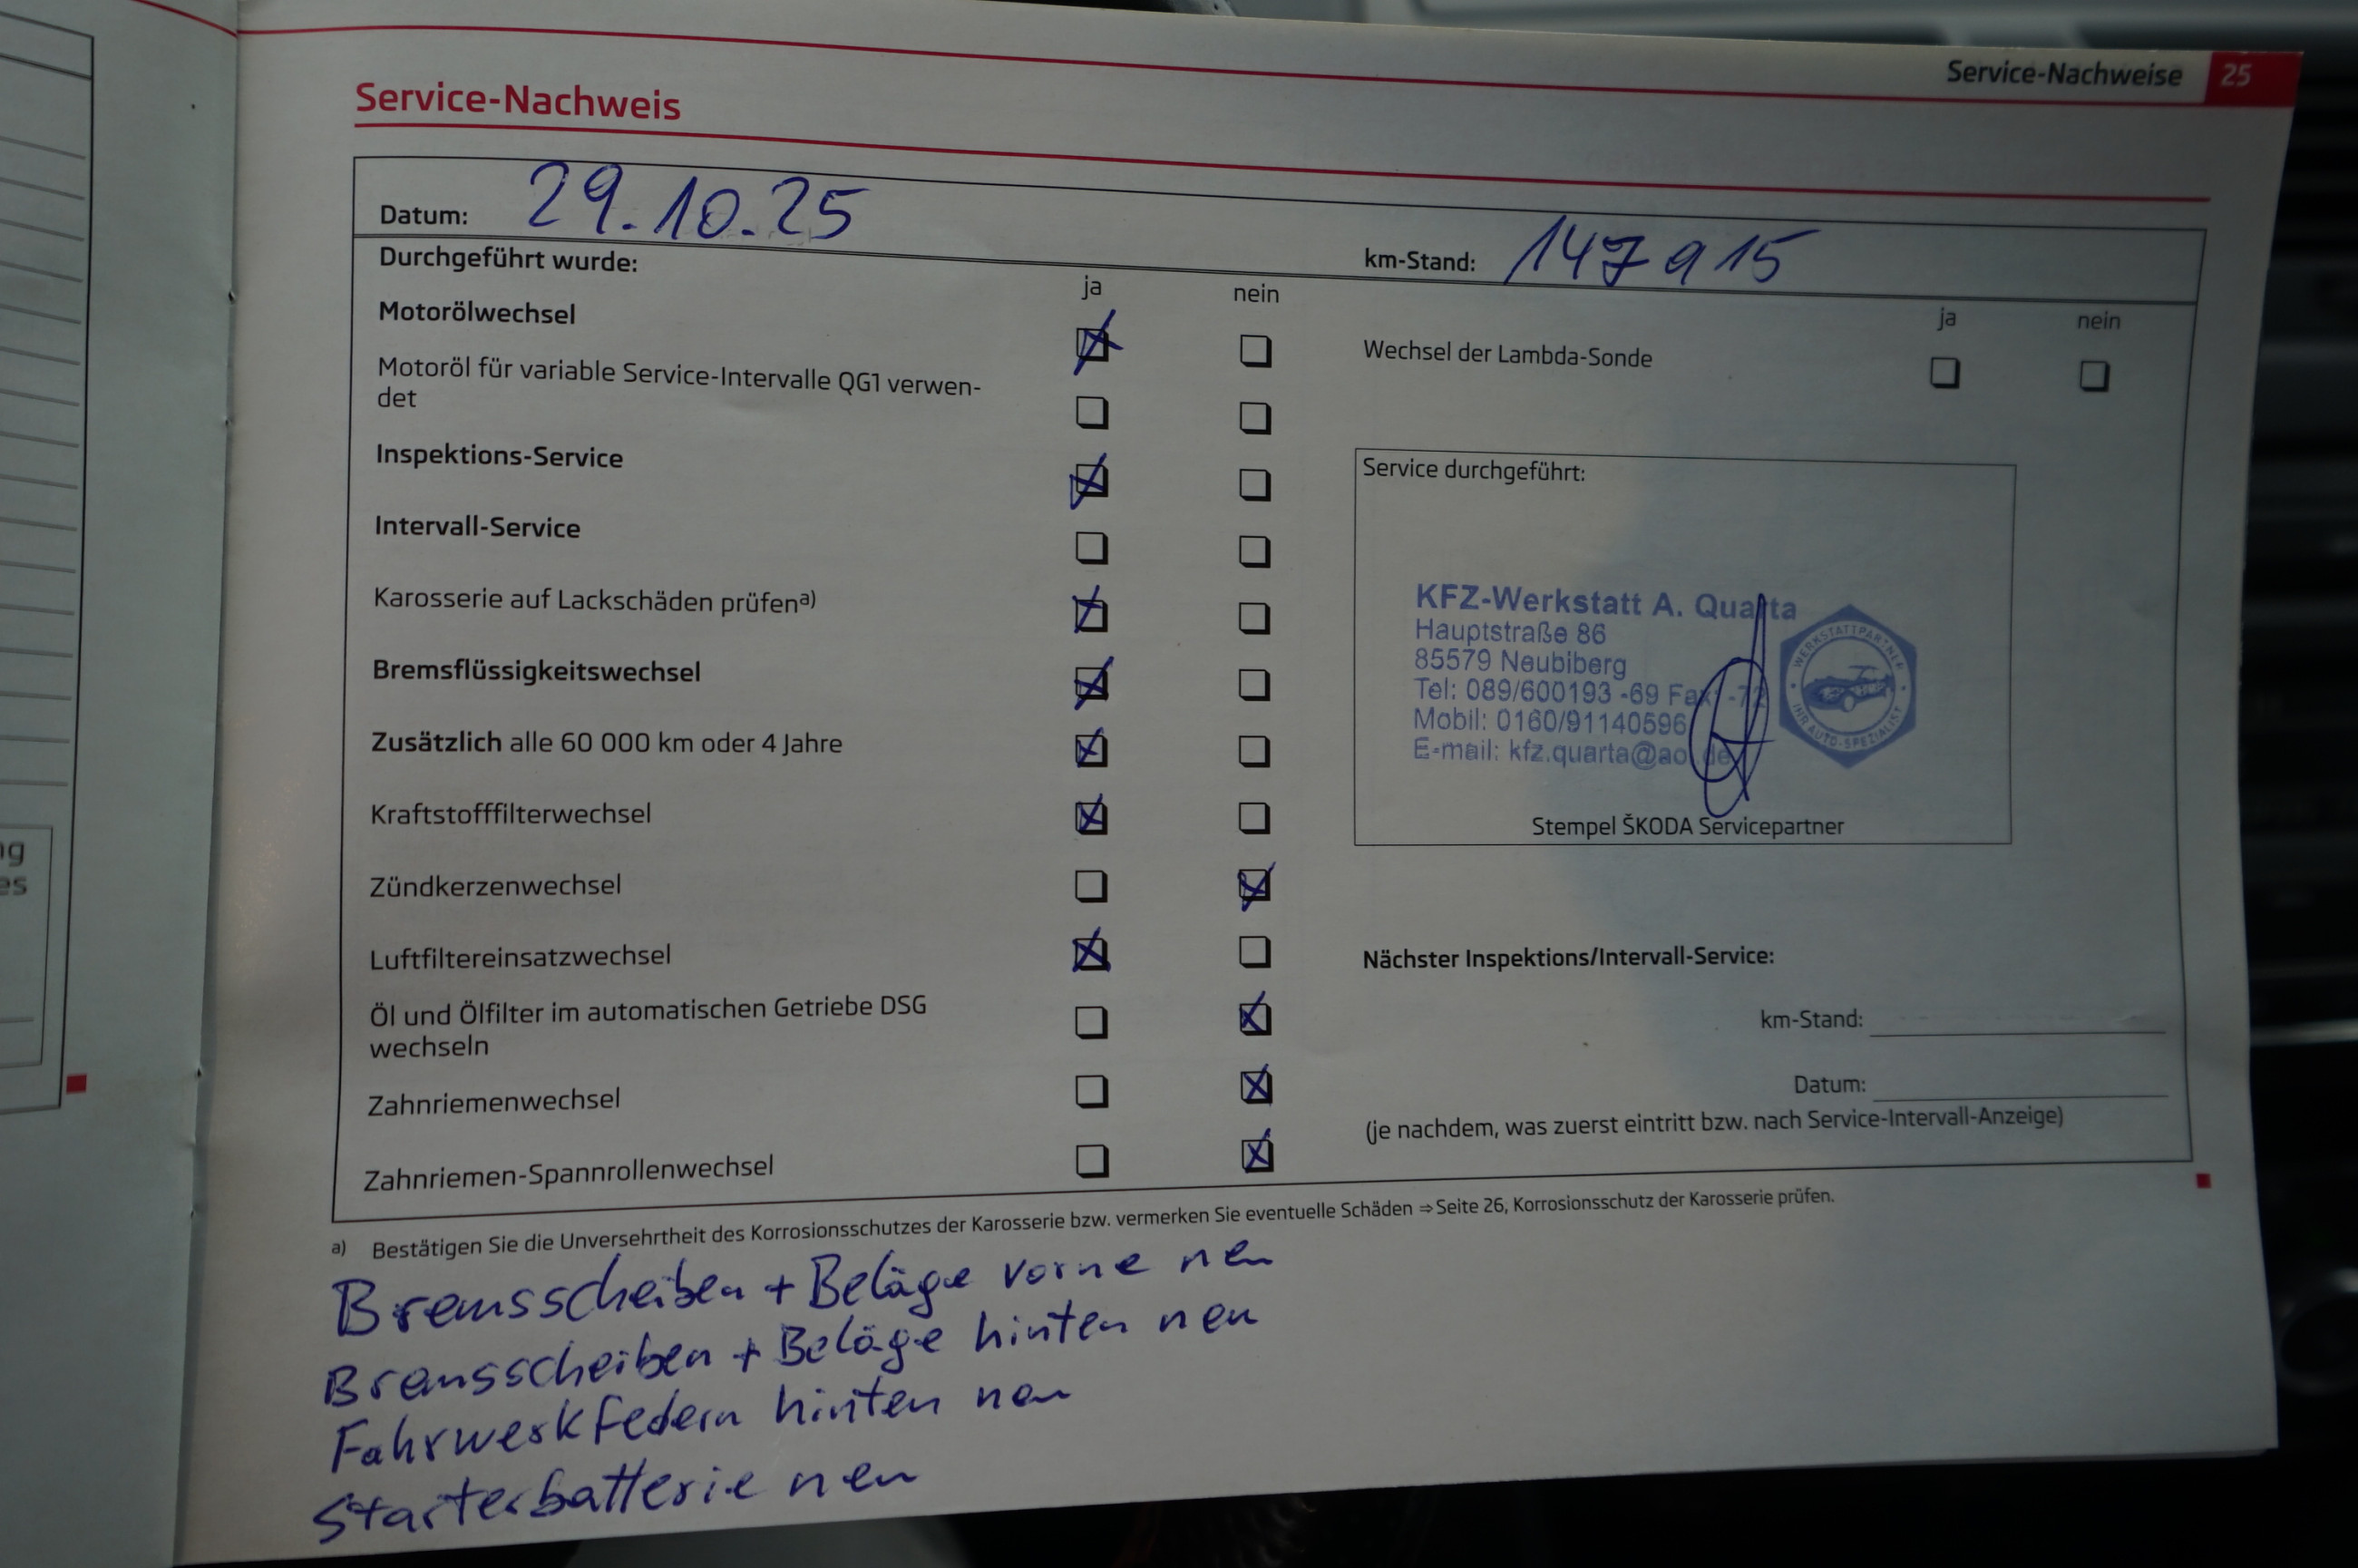 Service-Nachweise 25
Service-Nachweis
Datum: 29.10.25
km-Stand: 147915
Durchgeführt wurde:
ja nein
Motorölwechsel
Motoröl für variable Service-Intervalle QG1 verwen-
det
Inspektions-Service
Intervall-Service
Karosserie auf Lackschäden prüfena)
Bremsflüssigkeitswechsel
Zusätzlich alle 60 000 km oder 4 Jahre
Kraftstofffilterwechsel
Zündkerzenwechsel
Luftfiltereinsatzwechsel
Öl und Ölfilter im automatischen Getriebe DSG
wechseln
Zahnriemenwechsel
Zahnriemen-Spannrollenwechsel
ja nein
Wechsel der Lambda-Sonde
Service durchgeführt:
KFZ-Werkstatt A. Quarta
Hauptstraße 86
85579 Neubiberg
Tel: 089/600193 -69 Fax: -72
Mobil: 0160/91140596
E-mail: kfz.quarta@aol.de
WERKSTATTPARTNER
IHR AUTO-SPEZIALIST
Stempel ŠKODA Servicepartner
Nächster Inspektions/Intervall-Service:
km-Stand:
Datum:
(je nachdem, was zuerst eintritt bzw. nach Service-Intervall-Anzeige)
a) Bestätigen Sie die Unversehrtheit des Korrosionsschutzes der Karosserie bzw. vermerken Sie eventuelle Schäden ⇒ Seite 26, Korrosionsschutz der Karosserie prüfen.
Bremsscheiben + Beläge vorne neu
Bremsscheiben + Beläge hinten neu
Fahrwerkfedern hinten neu
Starterbatterie neu